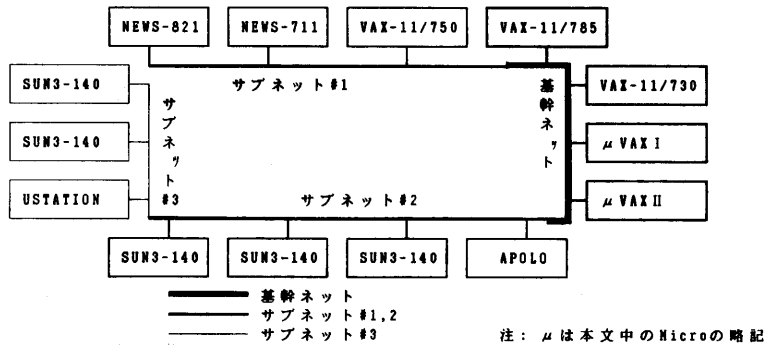 NEWS-821 NEWS-711 VAX-11/750 VAX-11/785
SUN3-140
サブネット#1
基幹ネット
VAX-11/730
サブネット#3
SUN3-140
μVAXⅠ
USTATION
サブネット#2
μVAXⅡ
SUN3-140 SUN3-140 SUN3-140 APOLO
基幹ネット
サブネット#1,2
サブネット#3
注: μは本文中のMicroの略記